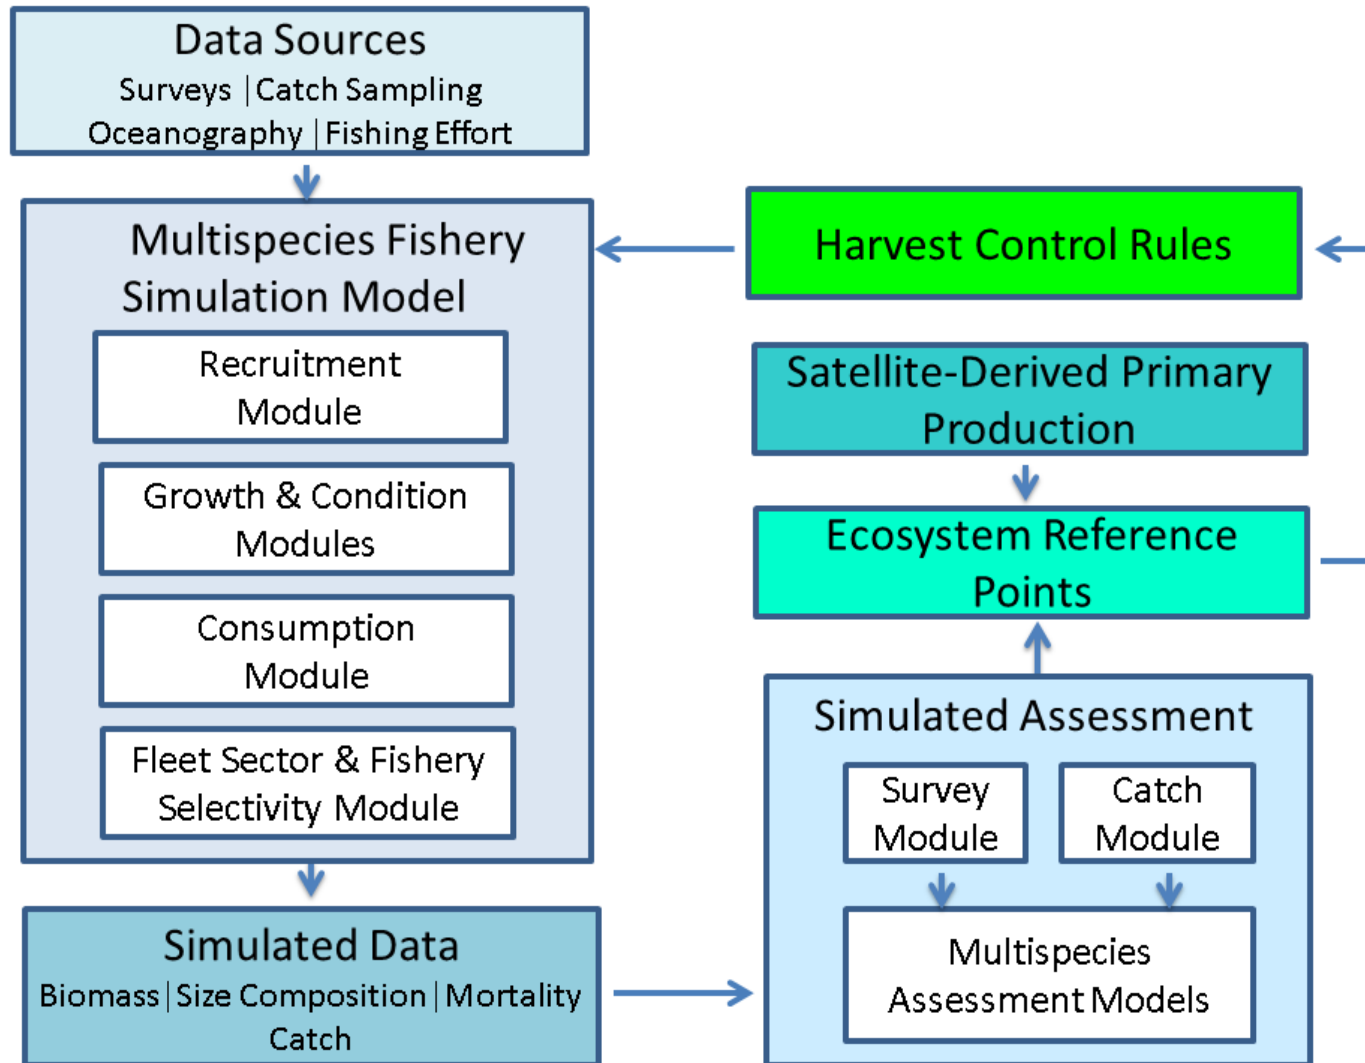 Data Sources
Surveys | Catch Sampling
Oceanography | Fishing Effort
Multispecies Fishery
Simulation Model
Recruitment
Module
Growth & Condition
Modules
Consumption
Module
Fleet Sector & Fishery
Selectivity Module
Simulated Data
Biomass | Size Composition | Mortality
Catch
Harvest Control Rules
Satellite-Derived Primary
Production
Ecosystem Reference
Points
Simulated Assessment
Survey
Module
Catch
Module
Multispecies
Assessment Models